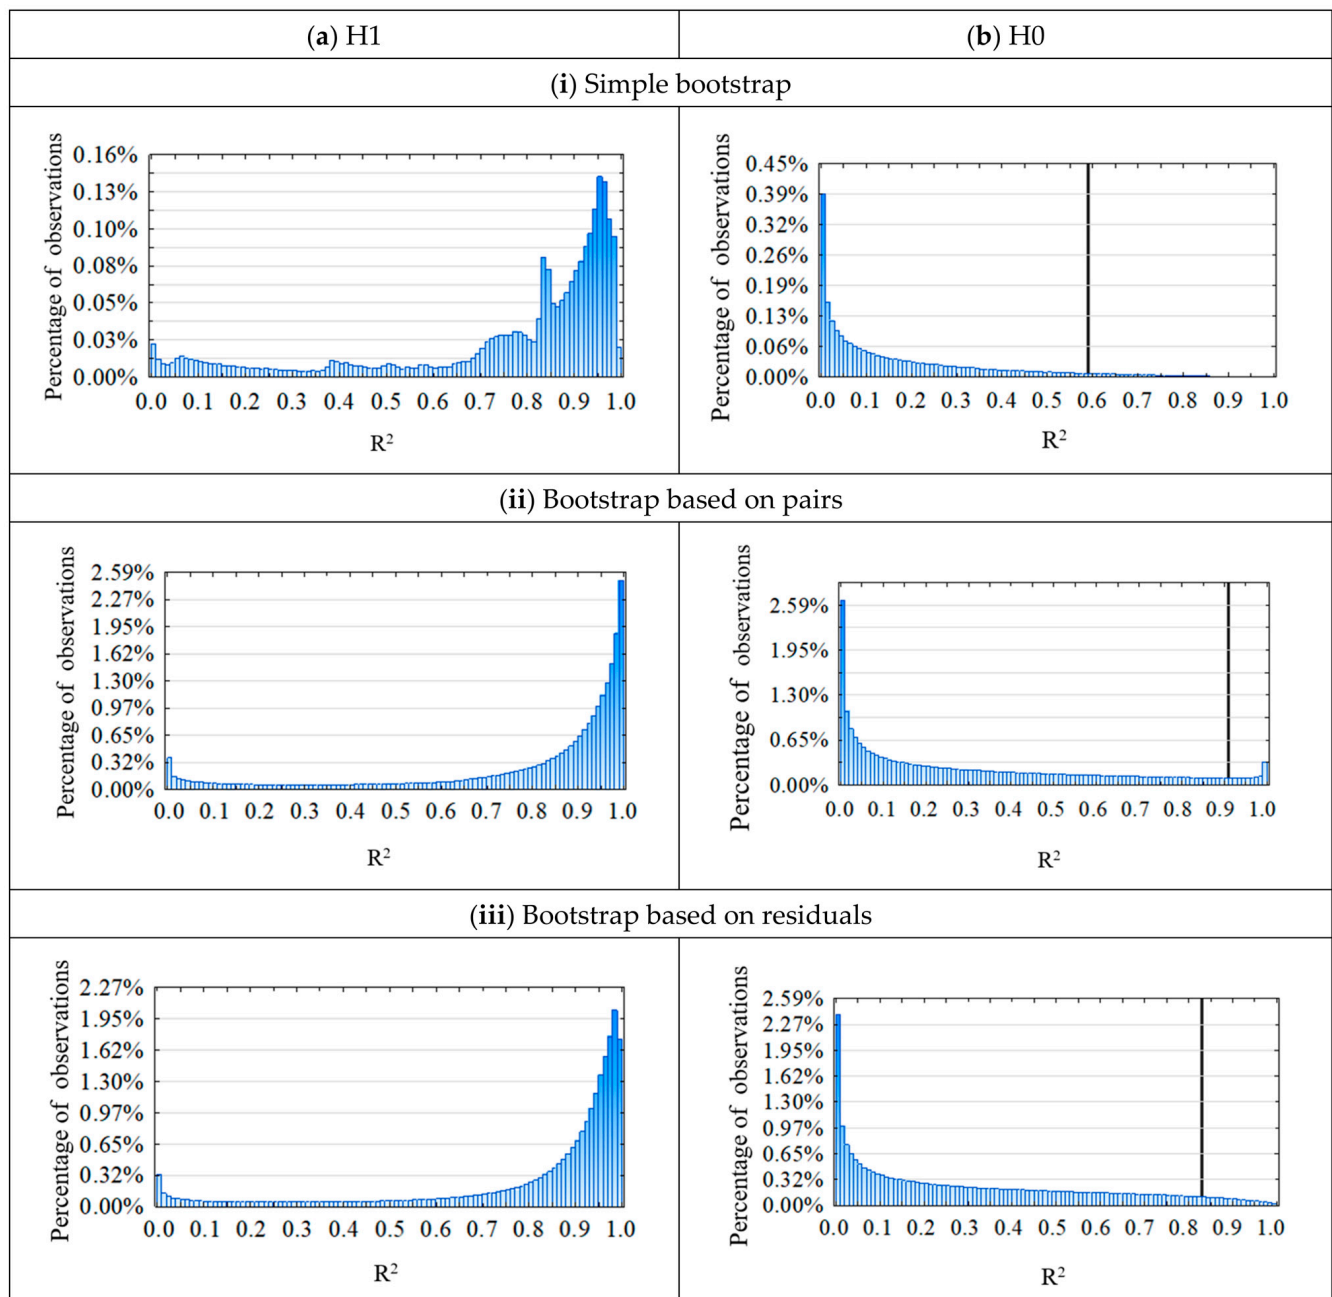 (a) H1
(b) H0
(i) Simple bootstrap
Percentage of observations
0.16%
0.13%
0.10%
0.08%
0.05%
0.03%
0.00%
0.0 0.1 0.2 0.3 0.4 0.5 0.6 0.7 0.8 0.9 1.0
R²
Percentage of observations
0.45%
0.39%
0.32%
0.26%
0.19%
0.13%
0.06%
0.00%
0.0 0.1 0.2 0.3 0.4 0.5 0.6 0.7 0.8 0.9 1.0
R²
(ii) Bootstrap based on pairs
Percentage of observations
2.59%
2.27%
1.95%
1.62%
1.30%
0.97%
0.65%
0.32%
0.00%
0.0 0.1 0.2 0.3 0.4 0.5 0.6 0.7 0.8 0.9 1.0
R²
Percentage of observations
2.59%
1.95%
1.30%
0.65%
0.00%
0.0 0.1 0.2 0.3 0.4 0.5 0.6 0.7 0.8 0.9 1.0
R²
(iii) Bootstrap based on residuals
Percentage of observations
2.27%
1.95%
1.62%
1.30%
0.97%
0.65%
0.32%
0.00%
0.0 0.1 0.2 0.3 0.4 0.5 0.6 0.7 0.8 0.9 1.0
R²
Percentage of observations
2.59%
2.27%
1.95%
1.62%
1.30%
0.97%
0.65%
0.32%
0.00%
0.0 0.1 0.2 0.3 0.4 0.5 0.6 0.7 0.8 0.9 1.0
R²